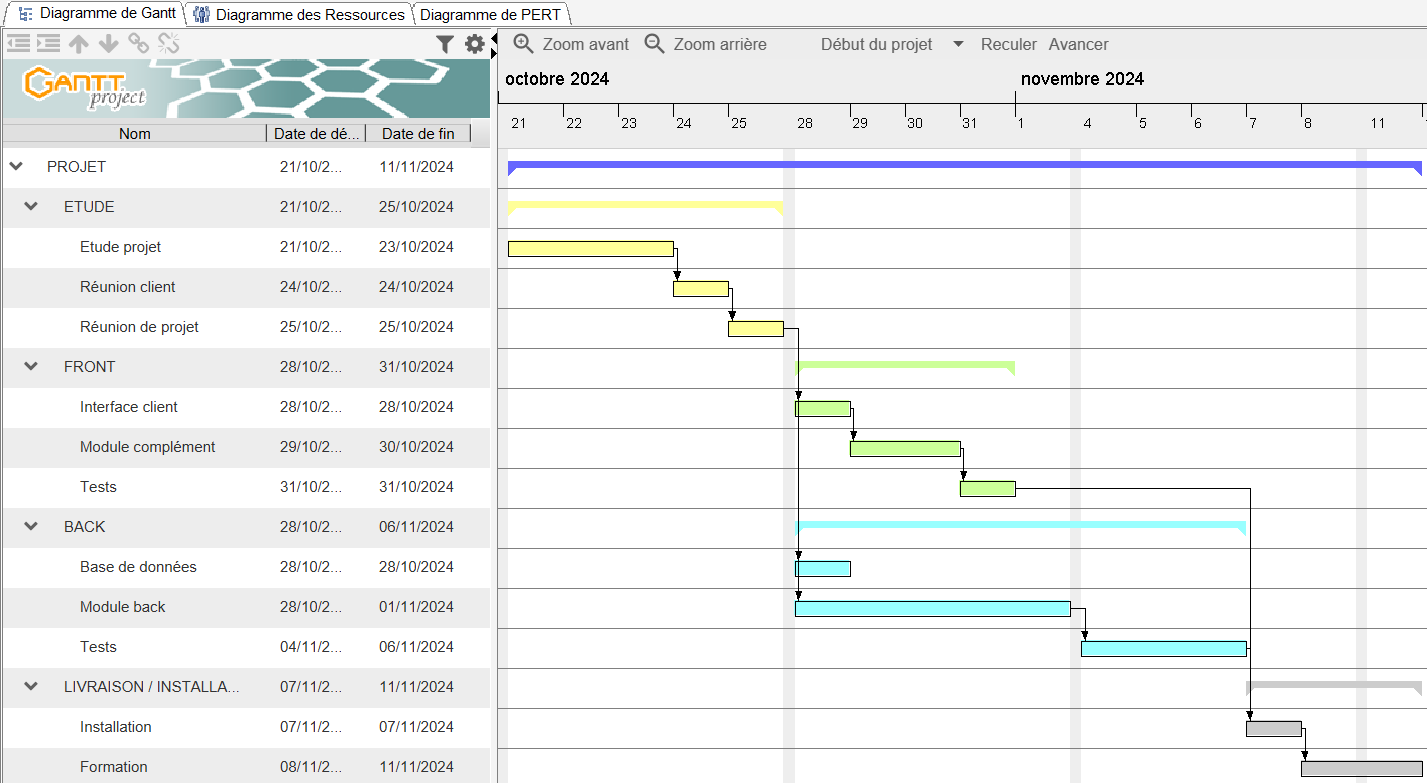 Diagramme de Gantt Diagramme des Ressources Diagramme de PERT
Zoom avant Zoom arrière Début du projet Reculer Avancer
GANTT project
octobre 2024 novembre 2024
21 22 23 24 25 28 29 30 31 1 4 5 6 7 8 11
Nom Date de dé... Date de fin
PROJET 21/10/2... 11/11/2024
ETUDE 21/10/2... 25/10/2024
Etude projet 21/10/2... 23/10/2024
Réunion client 24/10/2... 24/10/2024
Réunion de projet 25/10/2... 25/10/2024
FRONT 28/10/2... 31/10/2024
Interface client 28/10/2... 28/10/2024
Module complément 29/10/2... 30/10/2024
Tests 31/10/2... 31/10/2024
BACK 28/10/2... 06/11/2024
Base de données 28/10/2... 28/10/2024
Module back 28/10/2... 01/11/2024
Tests 04/11/2... 06/11/2024
LIVRAISON / INSTALLA... 07/11/2... 11/11/2024
Installation 07/11/2... 07/11/2024
Formation 08/11/2... 11/11/2024